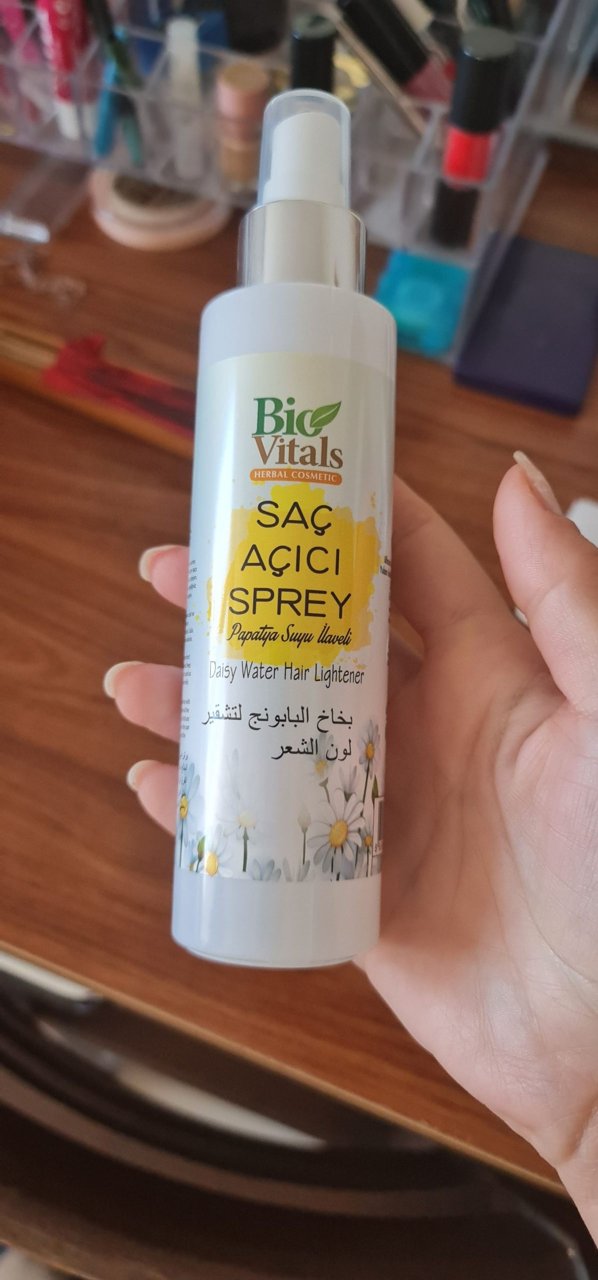 Bio
Vitals
HERBAL COSMETIC
SAÇ
AÇICI
SPREY
Papatya Suyu İlaveli
Daisy Water Hair Lightener
بخاخ البابونج لتشقير
لون الشعر